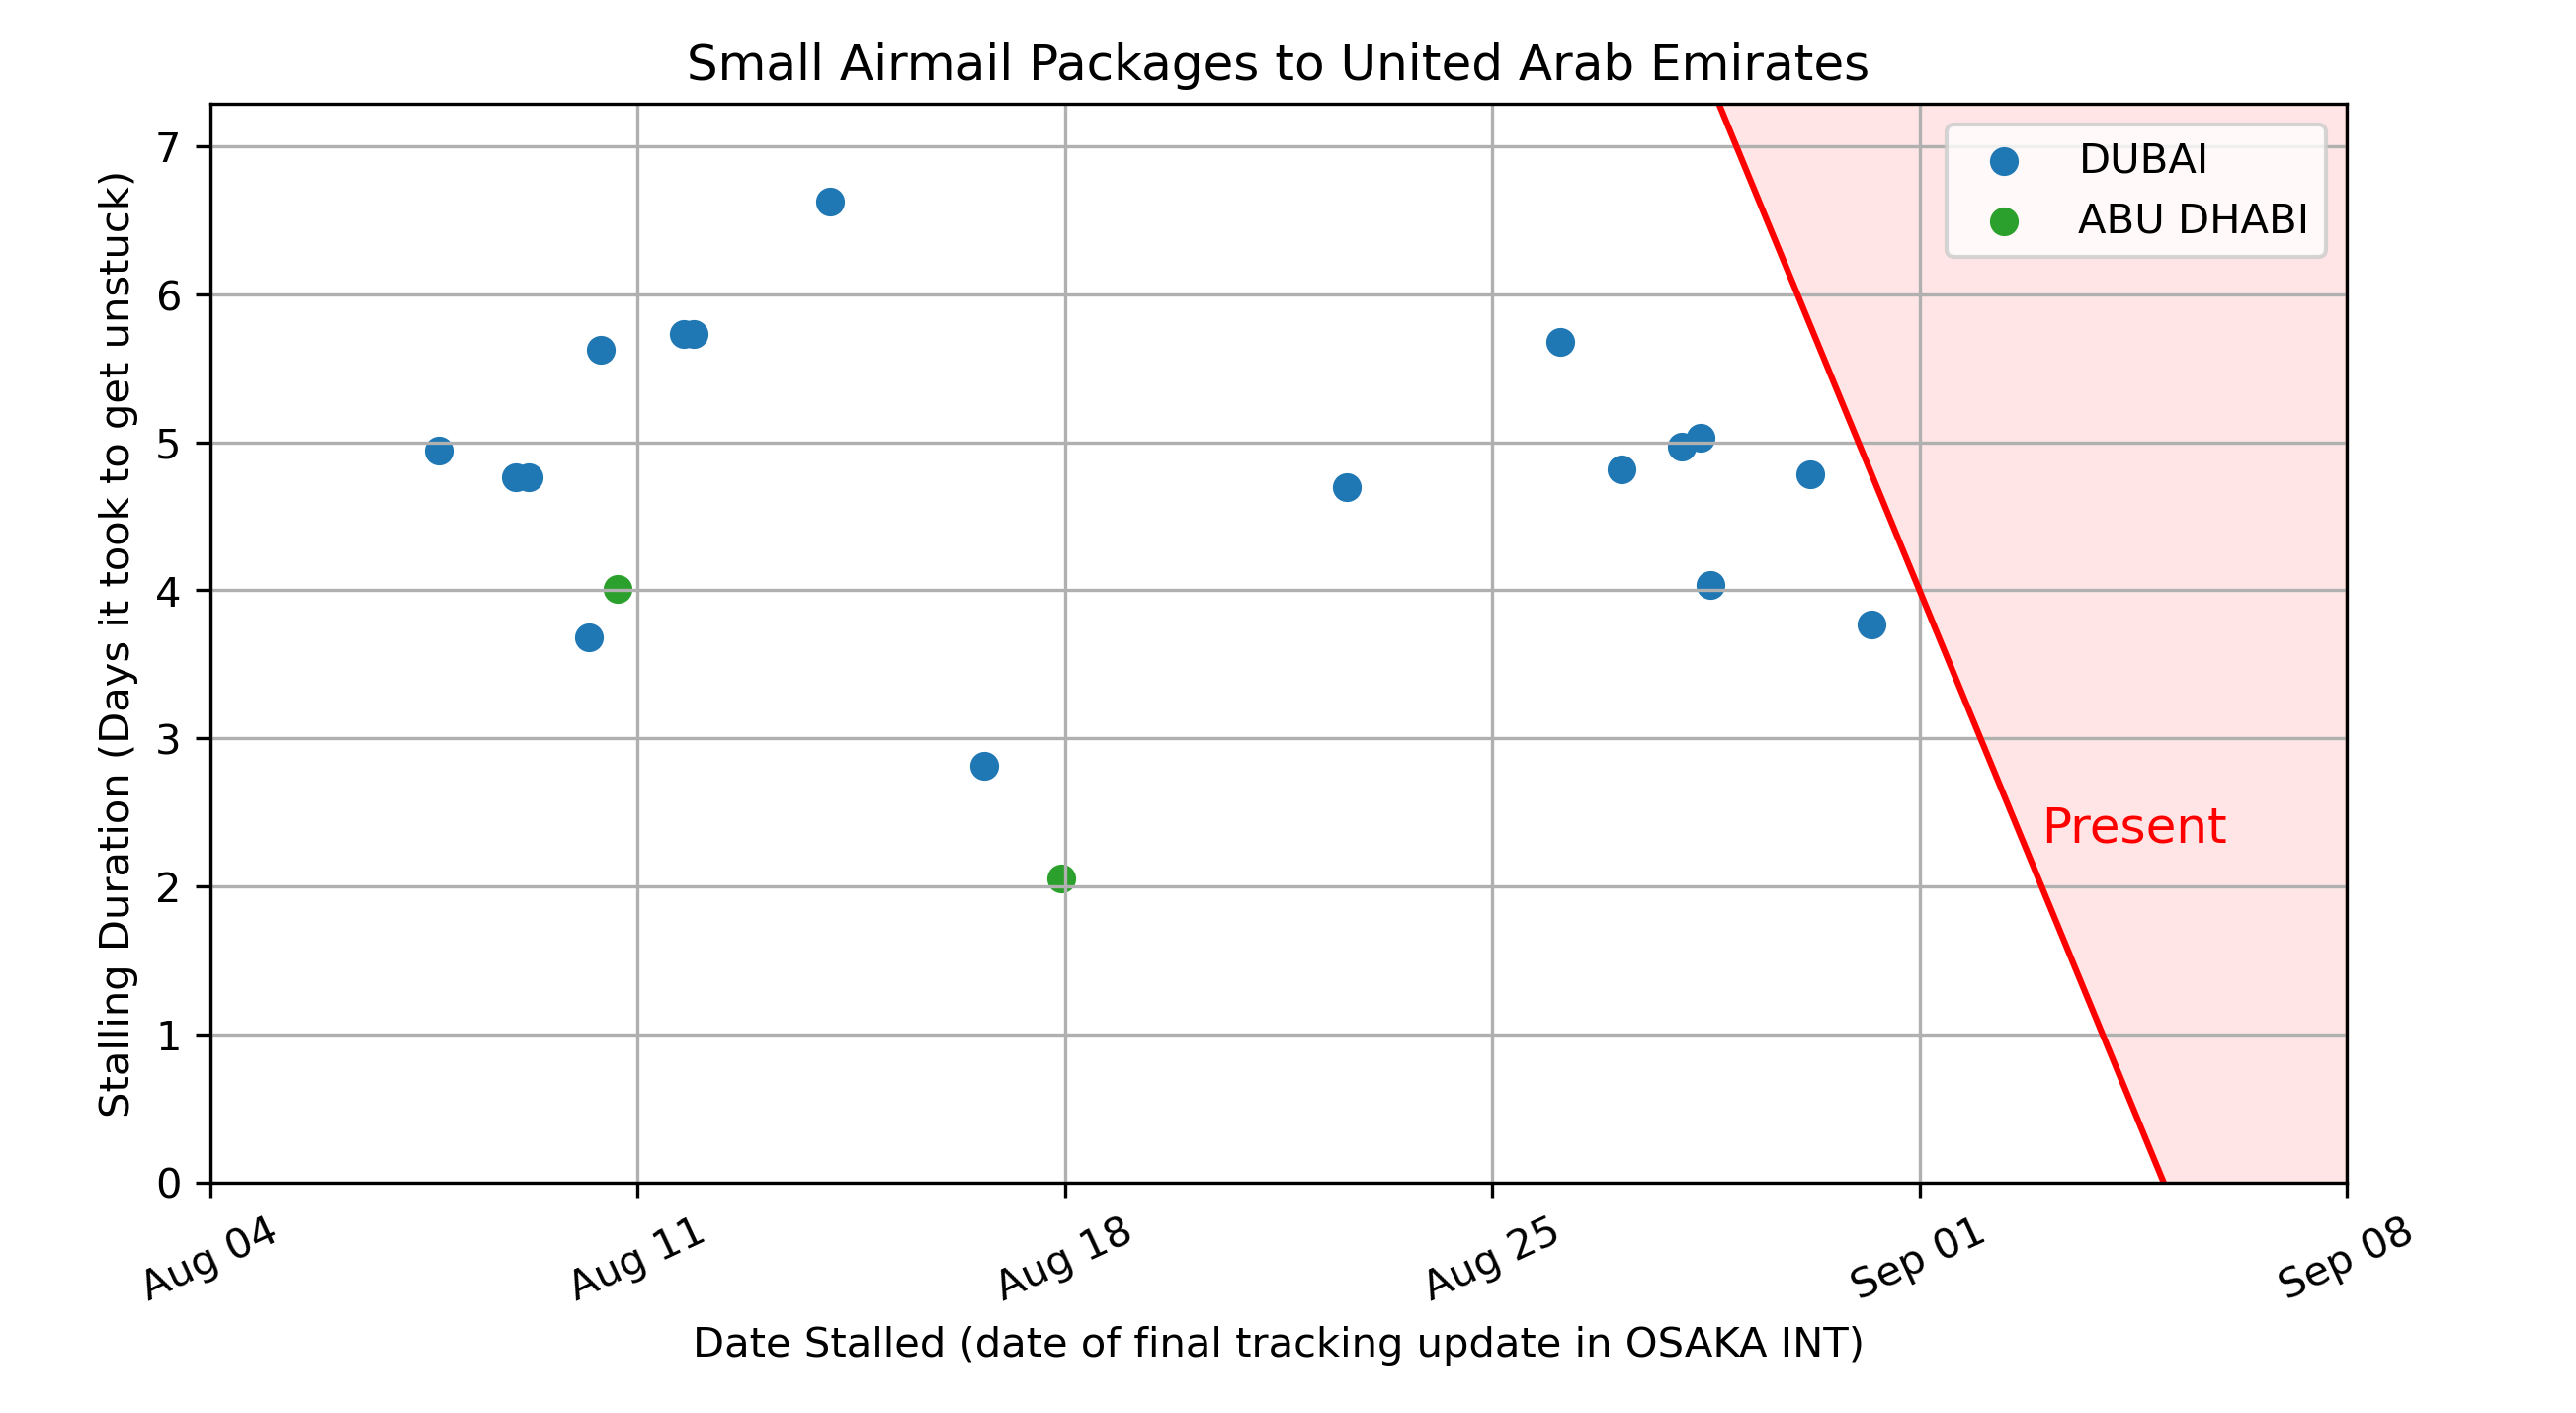 Small Airmail Packages to United Arab Emirates
DUBAI
ABU DHABI
Present
Stalling Duration (Days it took to get unstuck)
7
6
5
4
3
2
1
0
Aug 04
Aug 11
Aug 18
Aug 25
Sep 01
Sep 08
Date Stalled (date of final tracking update in OSAKA INT)